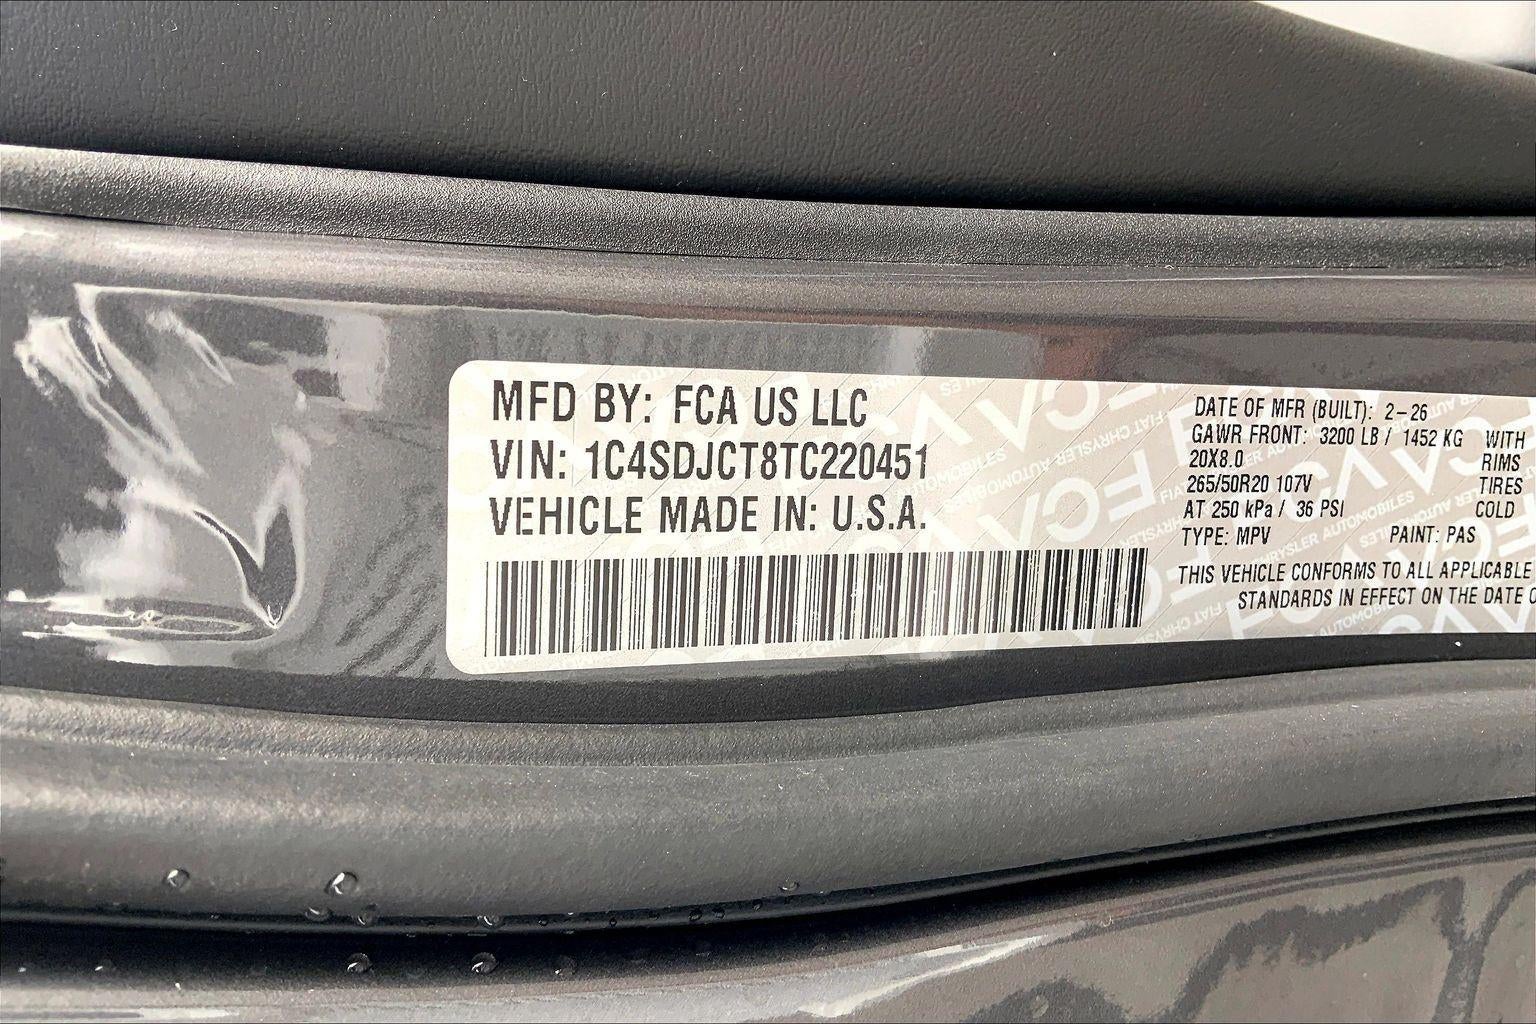 MFD BY: FCA US LLC
VIN: 1C4SDJCT8TC220451
VEHICLE MADE IN: U.S.A.
DATE OF MFR (BUILT): 2-26
GAWR FRONT: 3200 LB / 1452 KG WITH
20X8.0 RIMS
265/50R20 107V TIRES
AT 250 kPa / 36 PSI COLD
TYPE: MPV PAINT: PAS
THIS VEHICLE CONFORMS TO ALL APPLICABLE
STANDARDS IN EFFECT ON THE DATE